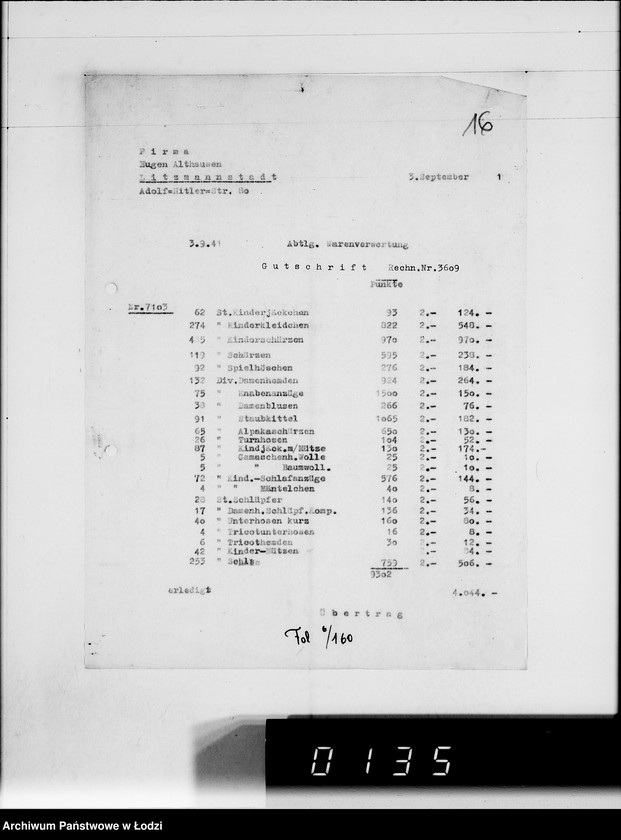 16
F i r m a
Eugen Althausen
L i t z m a n n s t a d t
Adolf=Hitler=Str. 80
3.September 1
3.9.41 Abtlg. Warenverwertung
G u t s c h r i f t Rechn.Nr.3609
Punkte
Nr.7103
62 St.Kinderjäckchen 93 2.- 124. -
274 " Kinderkleidchen 822 2.- 548. -
485 " Kinderschürzen 970 2.- 970. -
119 " Schürzen 595 2.- 238. -
92 " Spielhöschen 276 2.- 184. -
132 Div.Damenhemden 924 2.- 264. -
75 " Knabenanzüge 1500 2.- 150. -
38 " Damenblusen 266 2.- 76. -
91 " Staubkittel 1065 2.- 182. -
65 " Alpakaschürzen 650 2.- 130. -
26 " Turnhosen 104 2.- 52. -
87 " Kindjäck.m/Mütze 130 2.- 174.-
5 " Gamaschenh.Wolle 25 2.- 10. -
5 " " Baumwoll. 25 2.- 10. -
72 " Kind.-Schlafanzüge 576 2.- 144. -
4 " " Mäntelchen 40 2.- 8. -
28 St.Schlüpfer 140 2.- 56. -
17 " Damenh.Schlüpf.Komp. 136 2.- 34. -
40 " Unterhosen kurz 160 2.- 80. -
4 " Tricotunterhosen 16 2.- 8. -
6 " Tricothemden 30 2.- 12. -
42 " Kinder-Mützen 2.- 84. -
253 " 759 2.- 506. -
9302
erledigt 4.044. -
Ü b e r t r a g
Fol 6/160
0135
Archiwum Państwowe w Łodzi